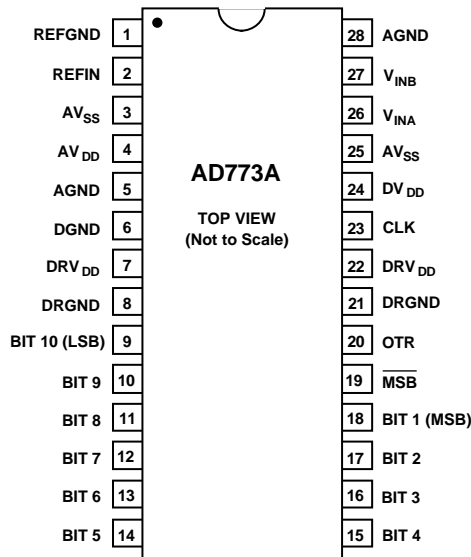 REFGND 1
REFIN 2
AVSS 3
AVDD 4
AGND 5
DGND 6
DRVDD 7
DRGND 8
BIT 10 (LSB) 9
BIT 9 10
BIT 8 11
BIT 7 12
BIT 6 13
BIT 5 14
AD773A
TOP VIEW
(Not to Scale)
28 AGND
27 VINB
26 VINA
25 AVSS
24 DVDD
23 CLK
22 DRVDD
21 DRGND
20 OTR
19 M̅S̅B̅
18 BIT 1 (MSB)
17 BIT 2
16 BIT 3
15 BIT 4